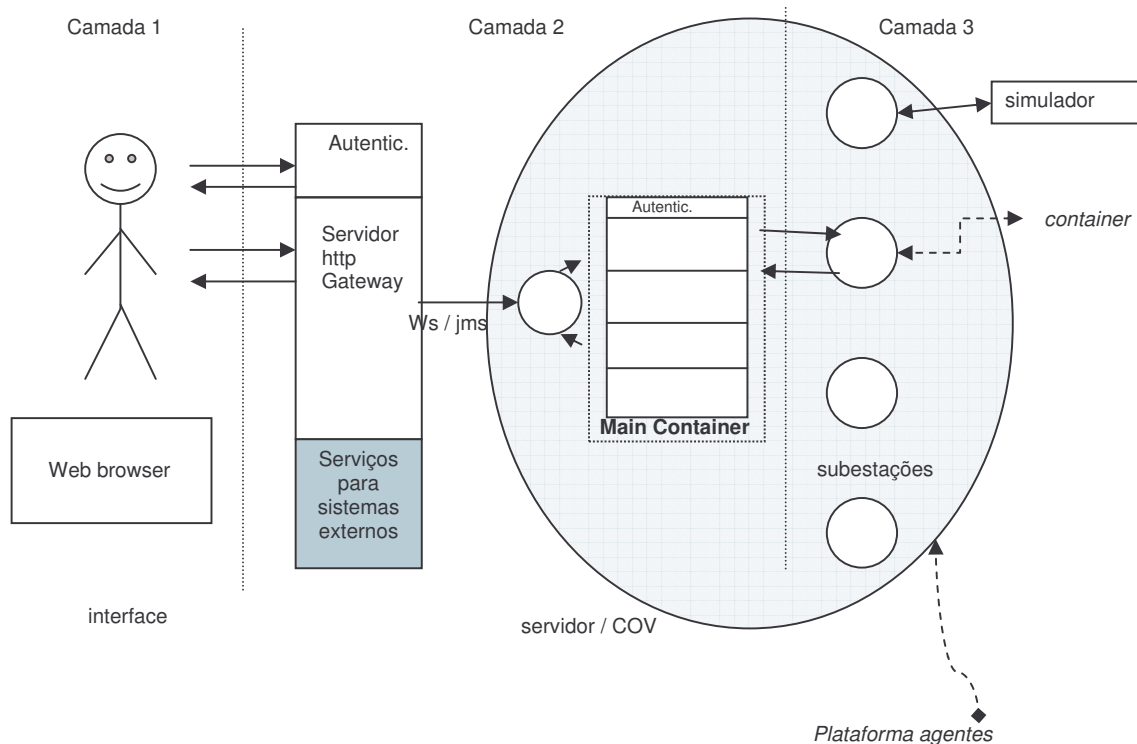 Camada 1
Camada 2
Camada 3
simulador
Autentic.
Autentic.
container
Servidor
http
Gateway
Ws / jms
Main Container
Web browser
Serviços
para
sistemas
externos
subestações
interface
servidor / COV
Plataforma agentes